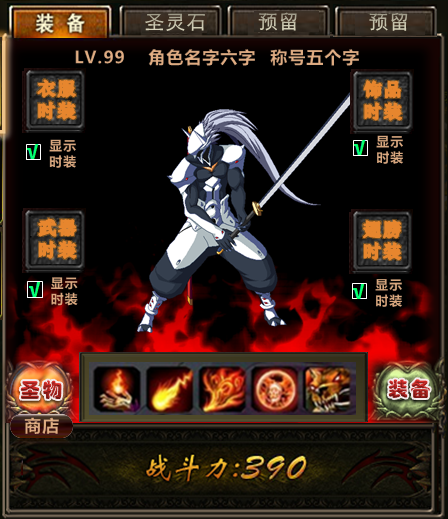 装备 圣灵石 预留 预留
LV.99 角色名字六字 称号五个字
衣服
时装
√ 显示
时装
饰品
时装
√ 显示
时装
武器
时装
√ 显示
时装
翅膀
时装
√ 显示
时装
圣物
商店
装备
战斗力:390